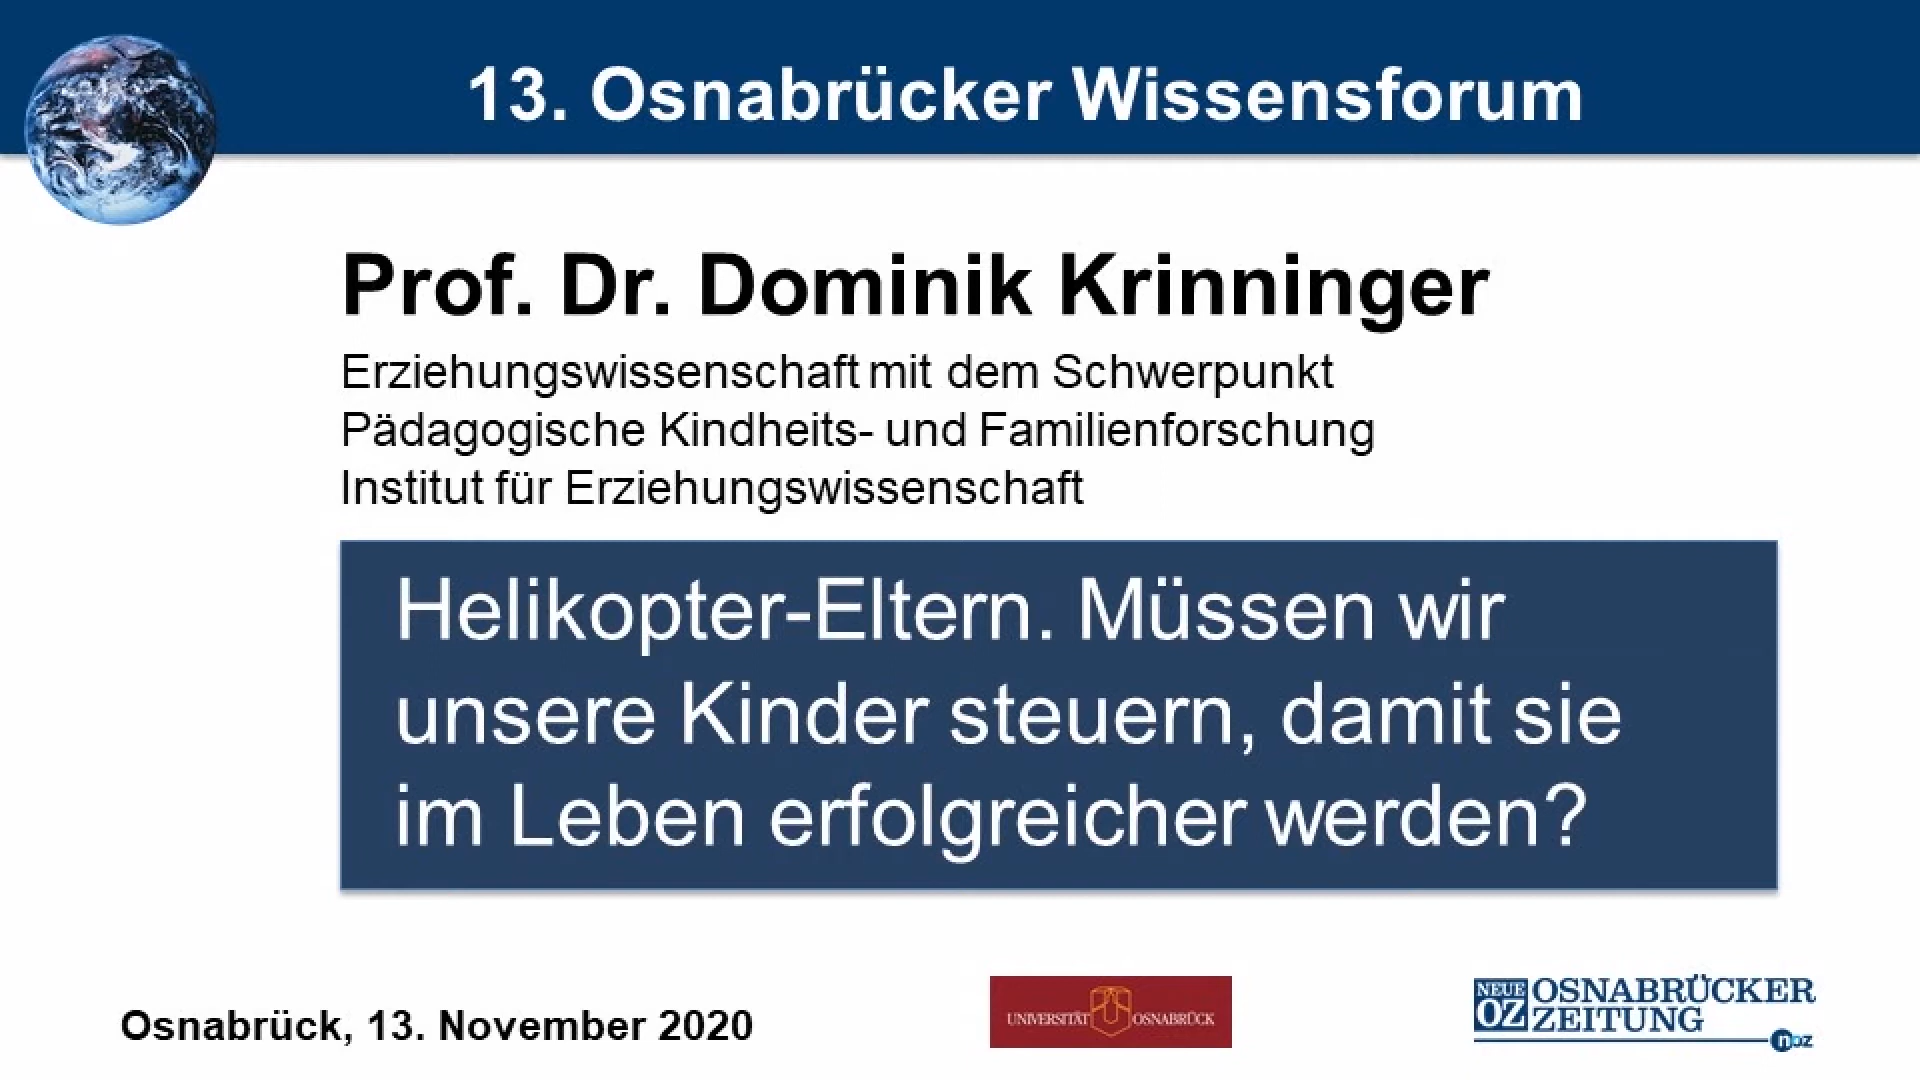 13. Osnabrücker Wissensforum
Prof. Dr. Dominik Krinninger
Erziehungswissenschaft mit dem Schwerpunkt
Pädagogische Kindheits- und Familienforschung
Institut für Erziehungswissenschaft
Helikopter-Eltern. Müssen wir
unsere Kinder steuern, damit sie
im Leben erfolgreicher werden?
Osnabrück, 13. November 2020
UNIVERSITÄT OSNABRÜCK
NEUE OZ OSNABRÜCKER
ZEITUNG
noz